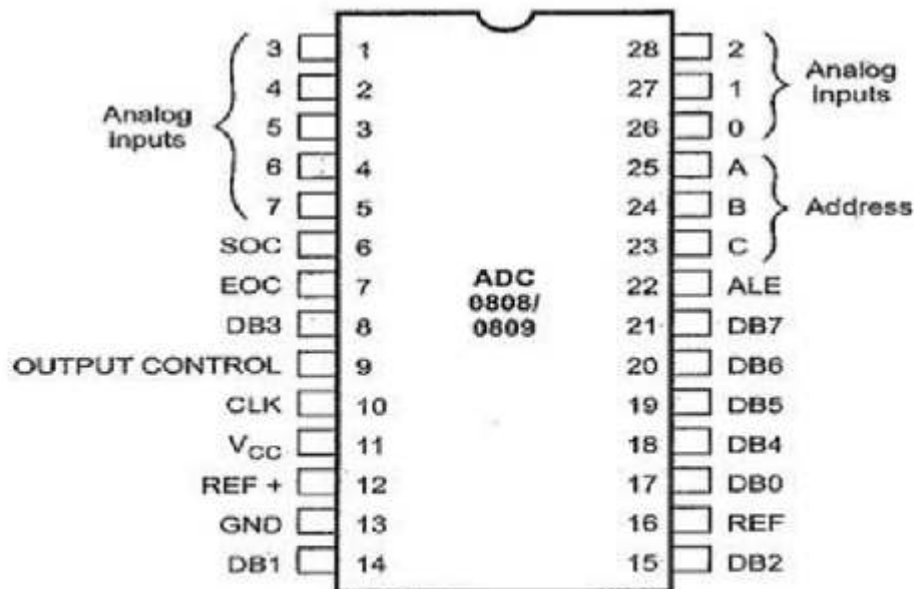 3 1 28 2
4 2 27 1
Analog Inputs
5 3 26 0
Analog Inputs
6 4 25 A
7 5 24 B
Address
SOC 6 23 C
EOC 7 22 ALE
ADC
0808/
0809
DB3 8 21 DB7
OUTPUT CONTROL 9 20 DB6
CLK 10 19 DB5
VCC 11 18 DB4
REF + 12 17 DB0
GND 13 16 REF
DB1 14 15 DB2